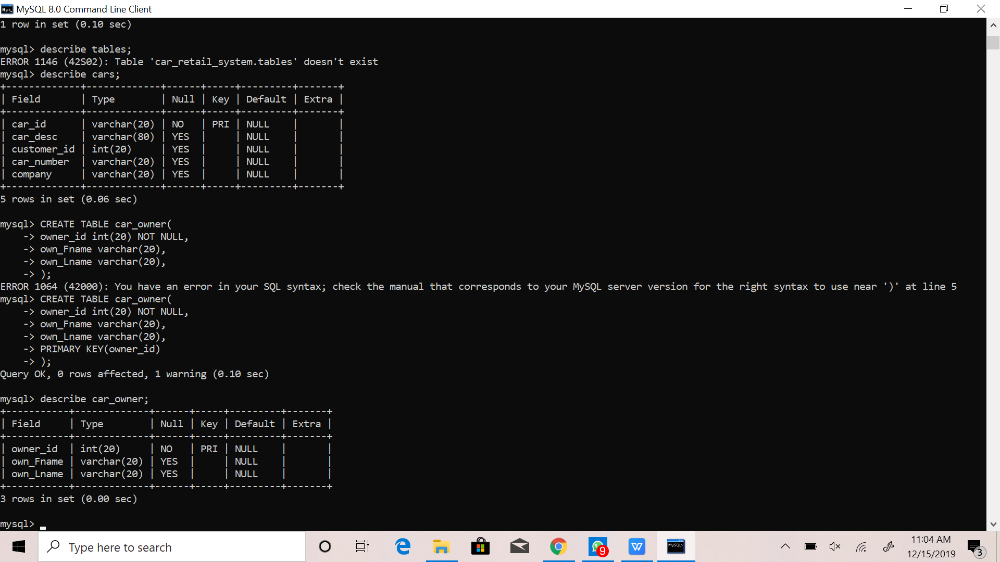 MySQL 8.0 Command Line Client
1 row in set (0.10 sec)
mysql> describe tables;
ERROR 1146 (42S02): Table 'car_retail_system.tables' doesn't exist
mysql> describe cars;
+-------------+-------------+------+-----+---------+-------+
| Field       | Type        | Null | Key | Default | Extra |
+-------------+-------------+------+-----+---------+-------+
| car_id      | varchar(20) | NO   | PRI | NULL    |       |
| car_desc    | varchar(80) | YES  |     | NULL    |       |
| customer_id | int(20)     | YES  |     | NULL    |       |
| car_number  | varchar(20) | YES  |     | NULL    |       |
| company     | varchar(20) | YES  |     | NULL    |       |
+-------------+-------------+------+-----+---------+-------+
5 rows in set (0.06 sec)
mysql> CREATE TABLE car_owner(
    -> owner_id int(20) NOT NULL,
    -> own_Fname varchar(20),
    -> own_Lname varchar(20),
    -> );
ERROR 1064 (42000): You have an error in your SQL syntax; check the manual that corresponds to your MySQL server version for the right syntax to use near ')' at line 5
mysql> CREATE TABLE car_owner(
    -> owner_id int(20) NOT NULL,
    -> own_Fname varchar(20),
    -> own_Lname varchar(20),
    -> PRIMARY KEY(owner_id)
    -> );
Query OK, 0 rows affected, 1 warning (0.10 sec)
mysql> describe car_owner;
+-----------+-------------+------+-----+---------+-------+
| Field     | Type        | Null | Key | Default | Extra |
+-----------+-------------+------+-----+---------+-------+
| owner_id  | int(20)     | NO   | PRI | NULL    |       |
| own_Fname | varchar(20) | YES  |     | NULL    |       |
| own_Lname | varchar(20) | YES  |     | NULL    |       |
+-----------+-------------+------+-----+---------+-------+
3 rows in set (0.00 sec)
mysql> _
Type here to search
9
W
MySQL
11:04 AM
12/15/2019
3